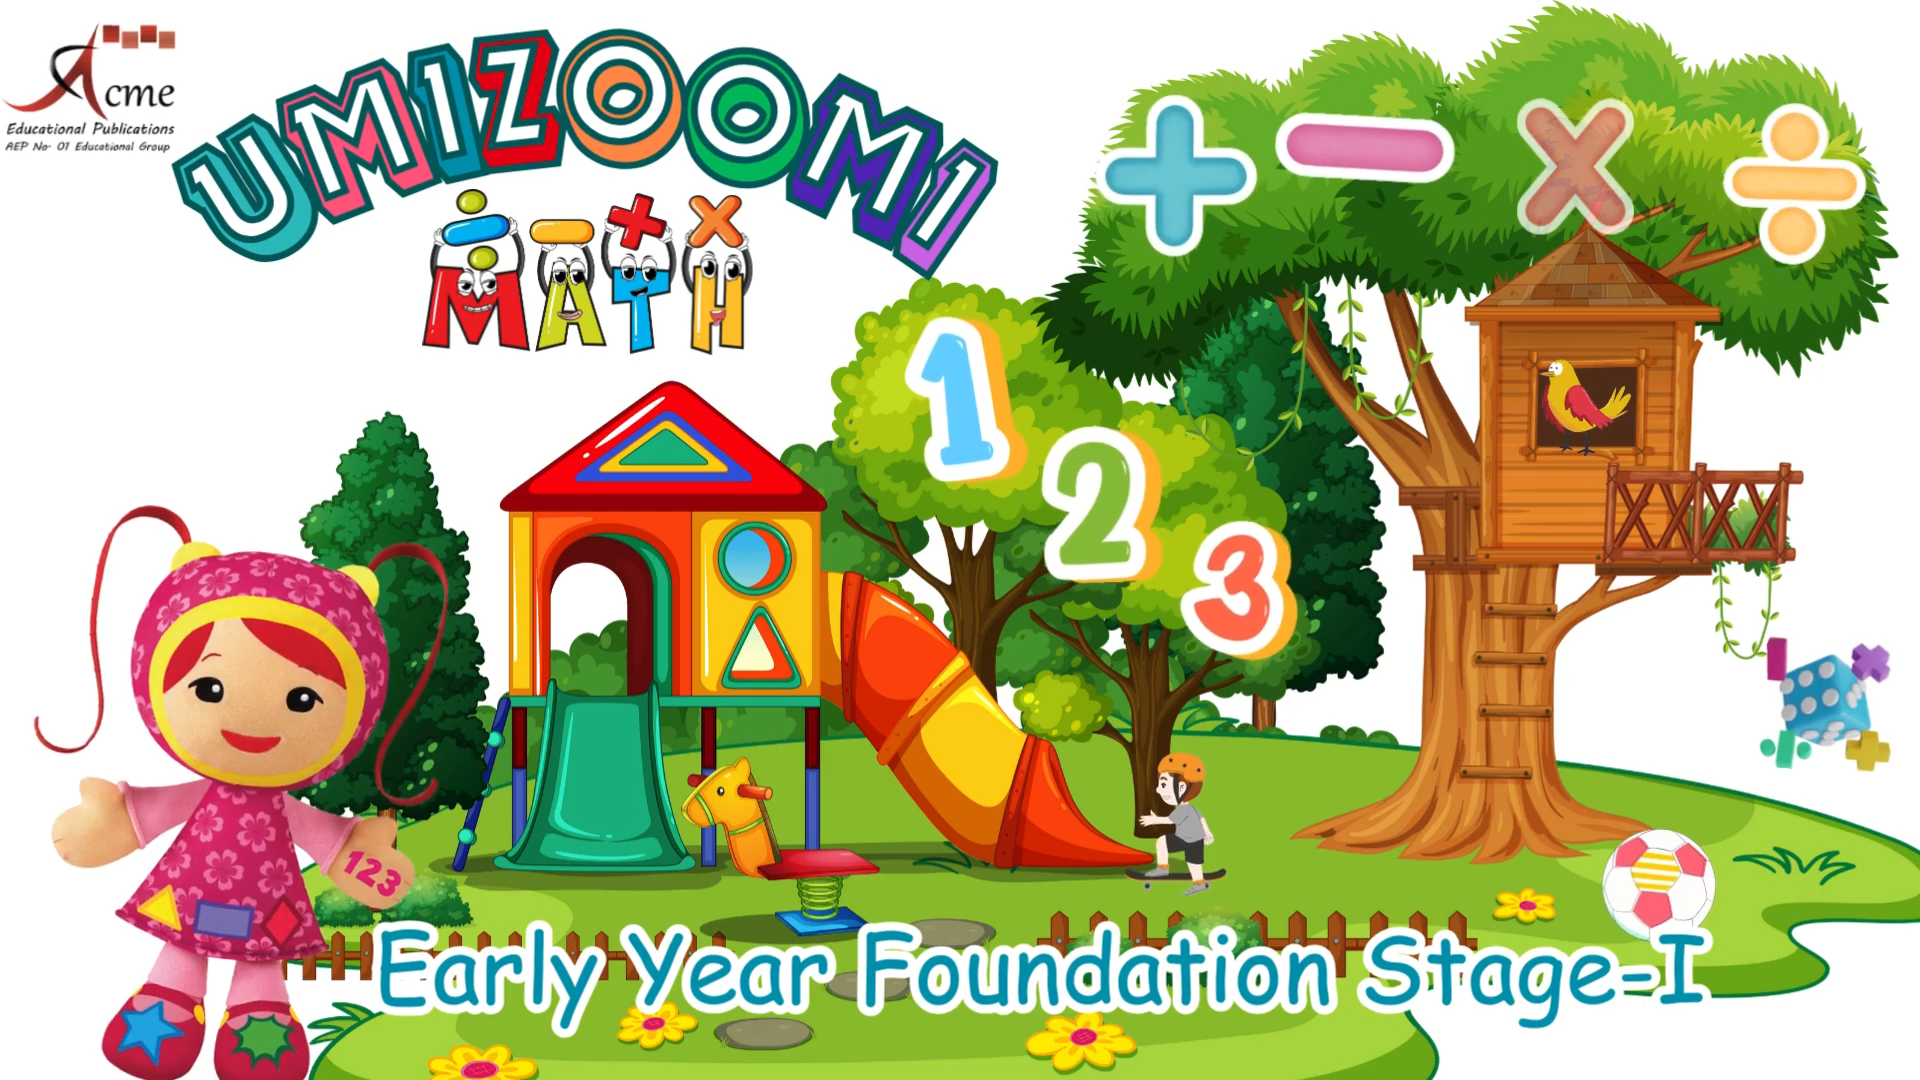 Acme
Educational Publications
AEP No. 01 Educational Group
UMIZOOMI
MATH
+ − × ÷
1
2
3
123
Early Year Foundation Stage-I